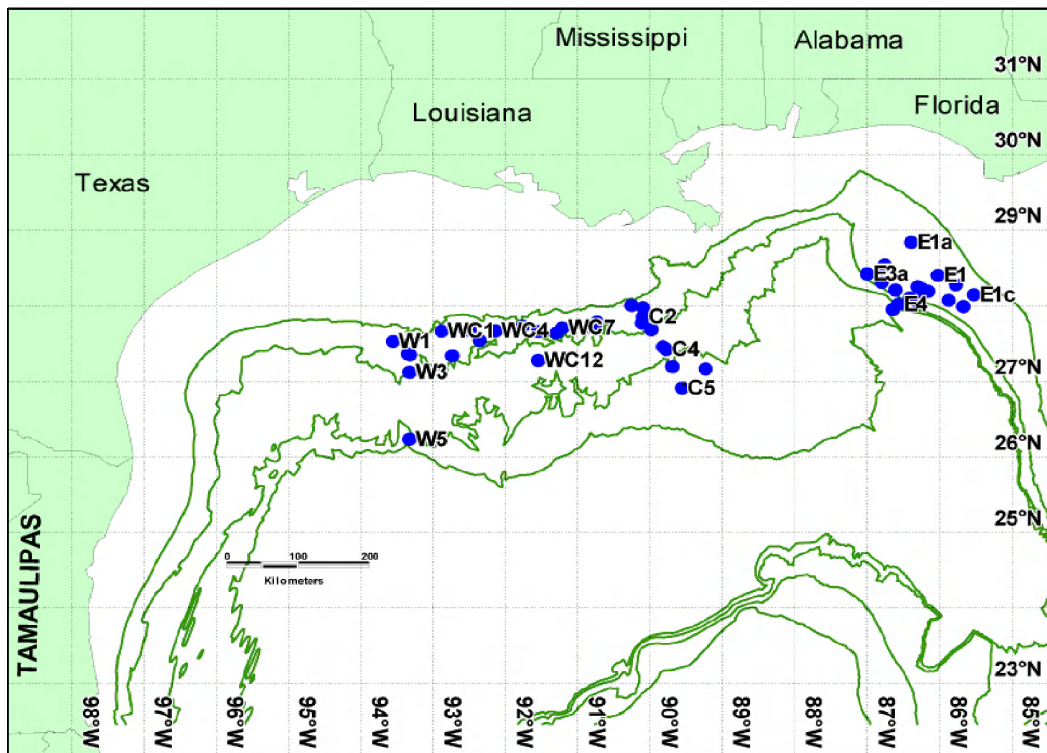 Mississippi
Alabama
31°N
Louisiana
Florida
30°N
Texas
29°N
E1a
E3a
E1
E1c
E4
W1
WC1
WC4
WC7
C2
C4
27°N
W3
WC12
C5
W5
26°N
25°N
0 100 200
Kilometers
TAMAULIPAS
23°N
98°W
97°W
96°W
95°W
94°W
93°W
92°W
91°W
90°W
89°W
88°W
87°W
86°W
85°W
28°N